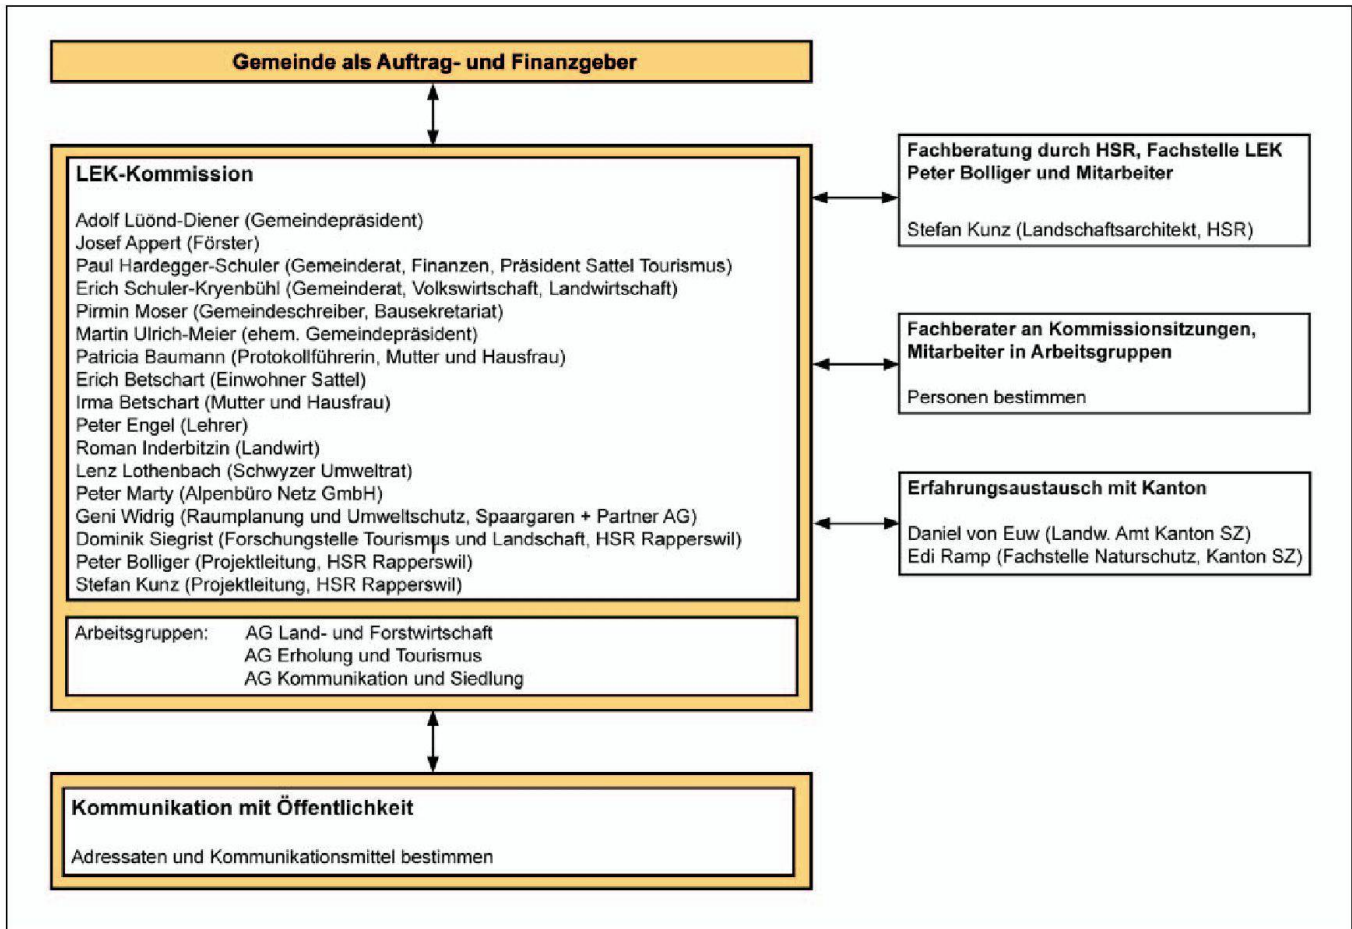 Gemeinde als Auftrag- und Finanzgeber
LEK-Kommission
Adolf Lüönd-Diener (Gemeindepräsident)
Josef Appert (Förster)
Paul Hardegger-Schuler (Gemeinderat, Finanzen, Präsident Sattel Tourismus)
Erich Schuler-Kryenbühl (Gemeinderat, Volkswirtschaft, Landwirtschaft)
Pirmin Moser (Gemeindeschreiber, Bausekretariat)
Martin Ulrich-Meier (ehem. Gemeindepräsident)
Patricia Baumann (Protokollführerin, Mutter und Hausfrau)
Erich Betschart (Einwohner Sattel)
Irma Betschart (Mutter und Hausfrau)
Peter Engel (Lehrer)
Roman Inderbitzin (Landwirt)
Lenz Lothenbach (Schwyzer Umweltrat)
Peter Marty (Alpenbüro Netz GmbH)
Geni Widrig (Raumplanung und Umweltschutz, Spaargaren + Partner AG)
Dominik Siegrist (Forschungstelle Tourismus und Landschaft, HSR Rapperswil)
Peter Bolliger (Projektleitung, HSR Rapperswil)
Stefan Kunz (Projektleitung, HSR Rapperswil)
Arbeitsgruppen: AG Land- und Forstwirtschaft
AG Erholung und Tourismus
AG Kommunikation und Siedlung
Fachberatung durch HSR, Fachstelle LEK
Peter Bolliger und Mitarbeiter
Stefan Kunz (Landschaftsarchitekt, HSR)
Fachberater an Kommissionsitzungen,
Mitarbeiter in Arbeitsgruppen
Personen bestimmen
Erfahrungsaustausch mit Kanton
Daniel von Euw (Landw. Amt Kanton SZ)
Edi Ramp (Fachstelle Naturschutz, Kanton SZ)
Kommunikation mit Öffentlichkeit
Adressaten und Kommunikationsmittel bestimmen